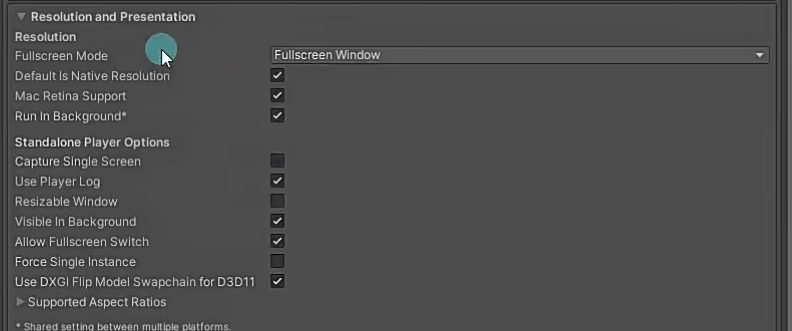 Resolution and Presentation
Resolution
Fullscreen Mode Fullscreen Window
Default Is Native Resolution
Mac Retina Support
Run In Background*
Standalone Player Options
Capture Single Screen
Use Player Log
Resizable Window
Visible In Background
Allow Fullscreen Switch
Force Single Instance
Use DXGI Flip Model Swapchain for D3D11
Supported Aspect Ratios
* Shared setting between multiple platforms.